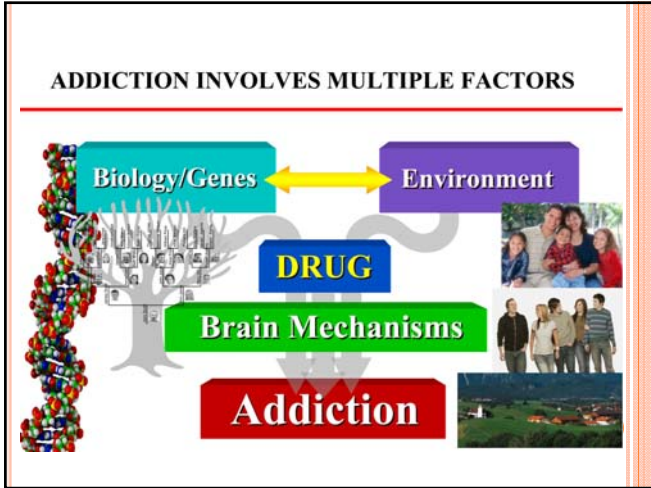 ADDICTION INVOLVES MULTIPLE FACTORS
Biology/Genes
Environment
DRUG
Brain Mechanisms
Addiction